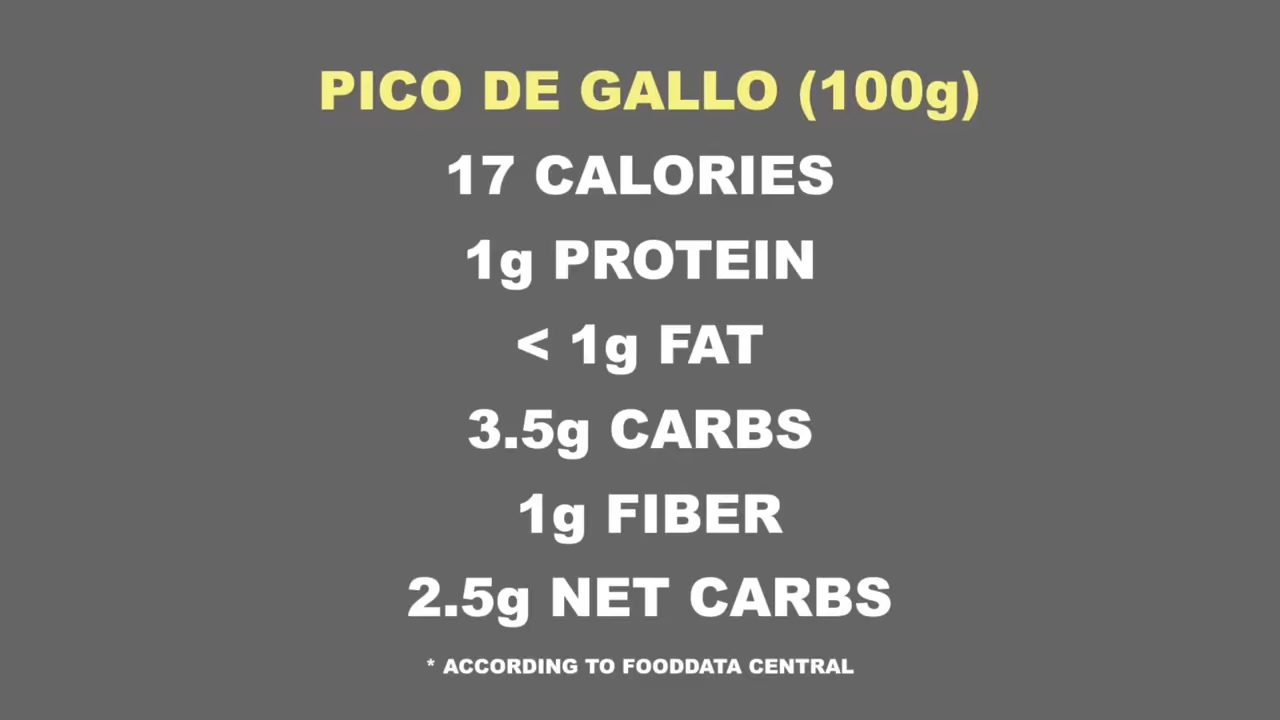 PICO DE GALLO (100g)
17 CALORIES
1g PROTEIN
< 1g FAT
3.5g CARBS
1g FIBER
2.5g NET CARBS
* ACCORDING TO FOODDATA CENTRAL